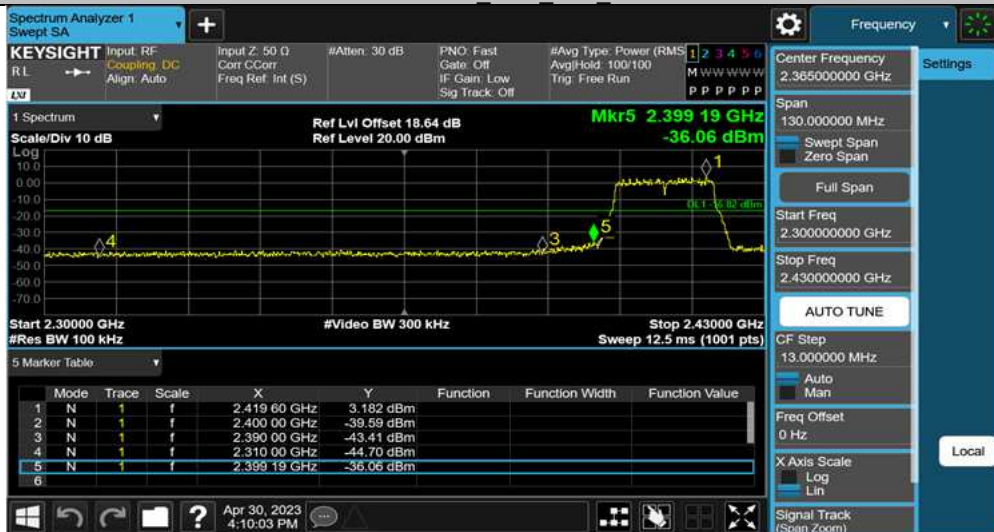 Spectrum Analyzer 1
Swept SA
+
Frequency
KEYSIGHT
RL
LXI
Input: RF
Coupling: DC
Align: Auto
Input Z: 50 Ω
Corr CCorr
Freq Ref: Int (S)
#Atten: 30 dB
PNO: Fast
Gate: Off
IF Gain: Low
Sig Track: Off
#Avg Type: Power (RMS
Avg|Hold: 100/100
Trig: Free Run
1 2 3 4 5 6
M W W W W W
P P P P P P
1 Spectrum
Scale/Div 10 dB
Ref Lvl Offset 18.64 dB
Ref Level 20.00 dBm
Mkr5 2.399 19 GHz
-36.06 dBm
Log
10.0
0.00
-10.0
-20.0
-30.0
-40.0
-50.0
-60.0
-70.0
DL1 -16.82 dBm
1
3
4
5
Start 2.30000 GHz
#Res BW 100 kHz
#Video BW 300 kHz
Stop 2.43000 GHz
Sweep 12.5 ms (1001 pts)
5 Marker Table
Mode Trace Scale X Y Function Function Width Function Value
1 N 1 f 2.419 60 GHz 3.182 dBm
2 N 1 f 2.400 00 GHz -39.59 dBm
3 N 1 f 2.390 00 GHz -43.41 dBm
4 N 1 f 2.310 00 GHz -44.70 dBm
5 N 1 f 2.399 19 GHz -36.06 dBm
6
Center Frequency
2.365000000 GHz
Settings
Span
130.000000 MHz
Swept Span
Zero Span
Full Span
Start Freq
2.300000000 GHz
Stop Freq
2.430000000 GHz
AUTO TUNE
CF Step
13.000000 MHz
Auto
Man
Freq Offset
0 Hz
X Axis Scale
Log
Lin
Local
Signal Track
(Span Zoom)
?
Apr 30, 2023
4:10:03 PM